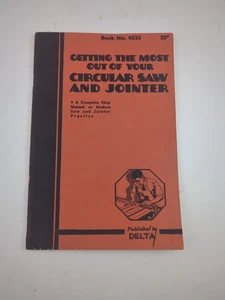 Book No. 4535 25¢
GETTING THE MOST
OUT OF YOUR
CIRCULAR SAW
AND JOINTER
• A Complete Shop
Manual on Modern
Saw and Jointer
Practice
Published by
DELTA